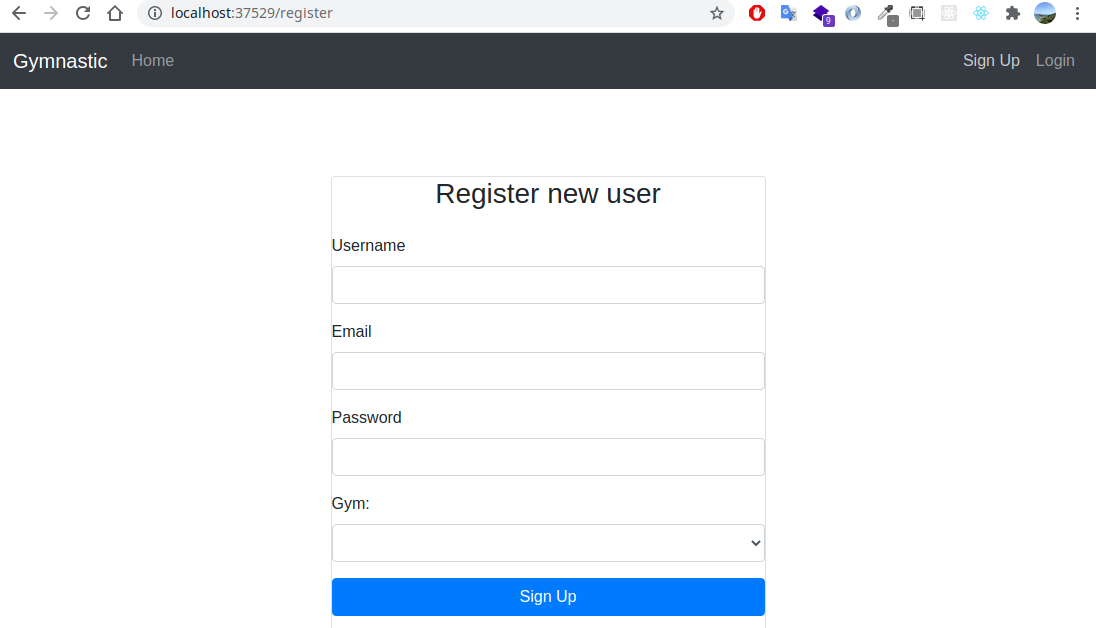 localhost:37529/register
9
Gymnastic Home Sign Up Login
Register new user
Username
Email
Password
Gym:
Sign Up